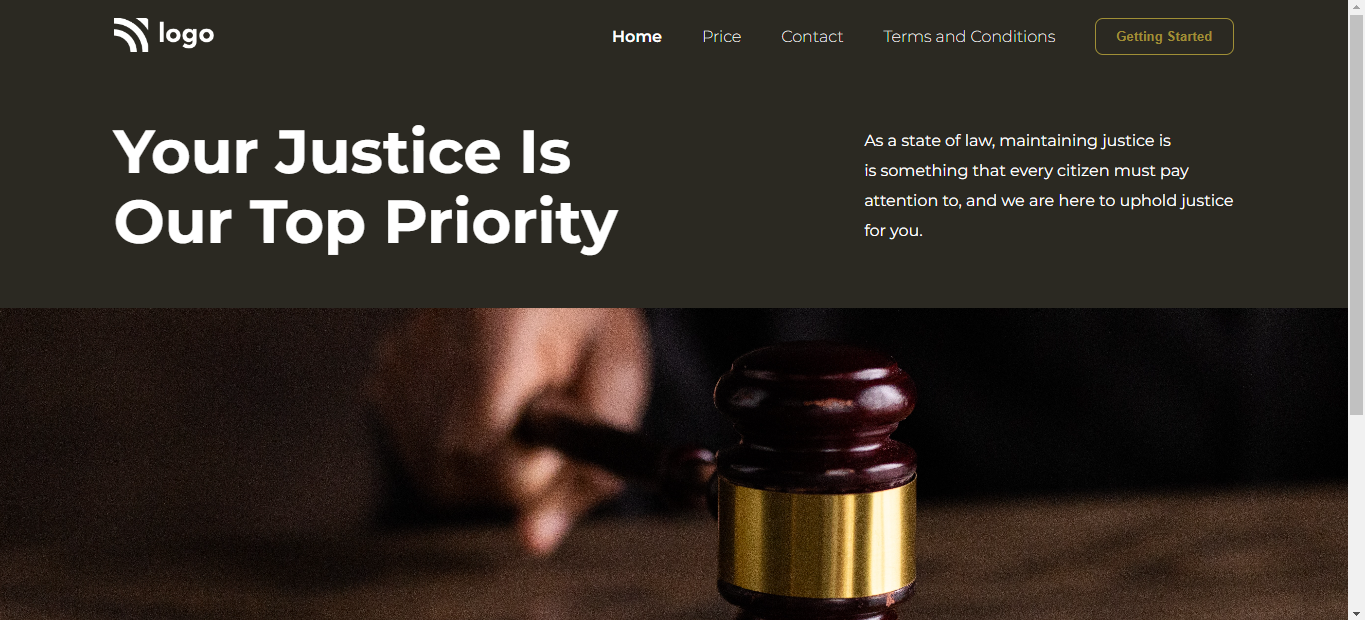 logo
Home Price Contact Terms and Conditions Getting Started
Your Justice Is
Our Top Priority
As a state of law, maintaining justice is
is something that every citizen must pay
attention to, and we are here to uphold justice
for you.